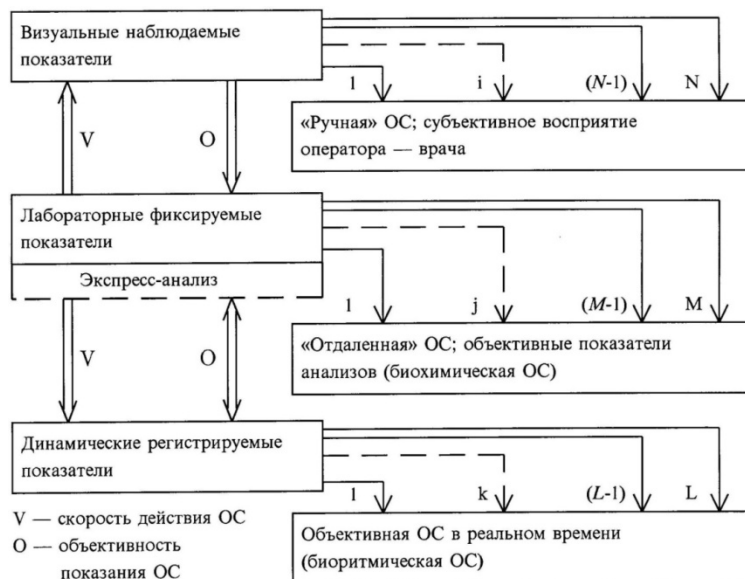 Визуальные наблюдаемые
показатели
1
i
(N-1)
N
«Ручная» ОС; субъективное восприятие
оператора — врача
V
O
Лабораторные фиксируемые
показатели
Экспресс-анализ
1
j
(M-1)
M
«Отдаленная» ОС; объективные показатели
анализов (биохимическая ОС)
V
O
Динамические регистрируемые
показатели
1
k
(L-1)
L
Объективная ОС в реальном времени
(биоритмическая ОС)
V — скорость действия ОС
O — объективность
показания ОС